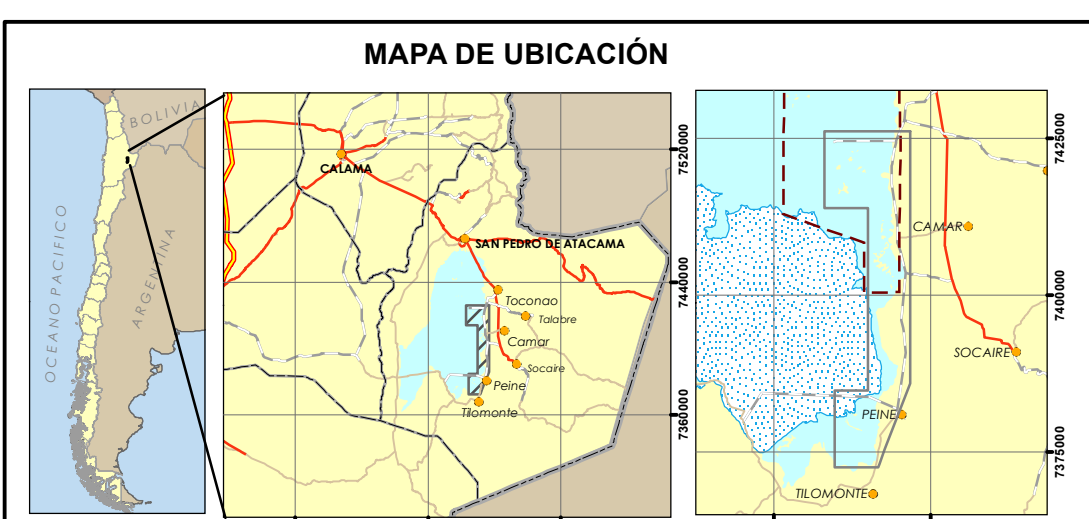 MAPA DE UBICACIÓN
BOLIVIA
OCEANO PACIFICO
ARGENTINA
CALAMA
SAN PEDRO DE ATACAMA
Toconao
Talabre
Camar
Socaire
Peine
Tilomonte
7520000
7440000
7360000
CAMAR
SOCAIRE
PEINE
TILOMONTE
7425000
7400000
7375000